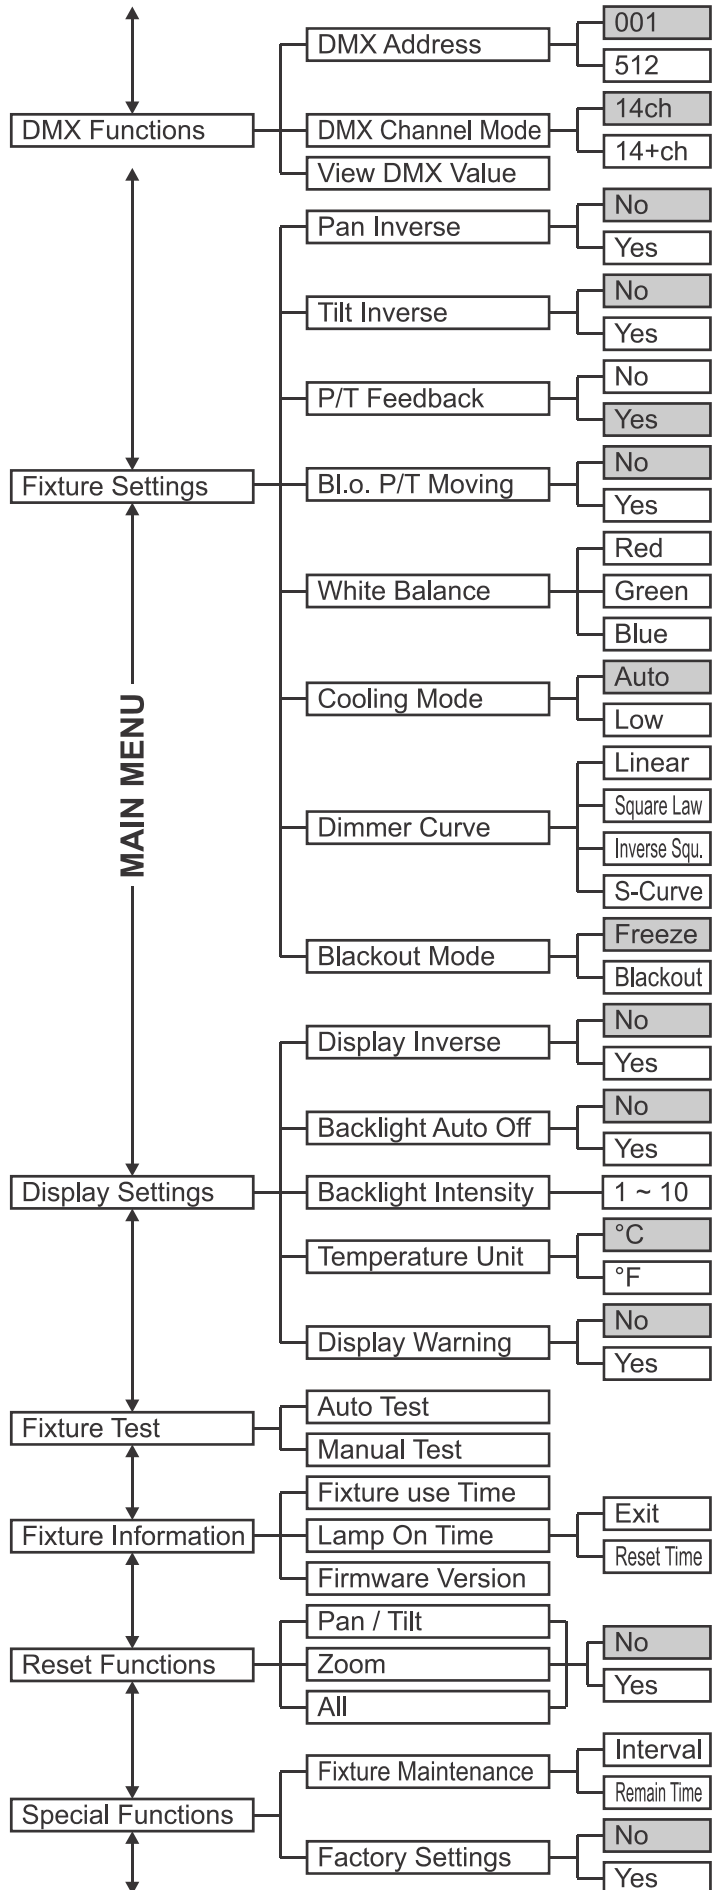 DMX Functions
DMX Address
001
512
DMX Channel Mode
14ch
14+ch
View DMX Value
MAIN MENU
Fixture Settings
Pan Inverse
No
Yes
Tilt Inverse
No
Yes
P/T Feedback
No
Yes
Bl.o. P/T Moving
No
Yes
White Balance
Red
Green
Blue
Cooling Mode
Auto
Low
Dimmer Curve
Linear
Square Law
Inverse Squ.
S-Curve
Blackout Mode
Freeze
Blackout
Display Settings
Display Inverse
No
Yes
Backlight Auto Off
No
Yes
Backlight Intensity
1 ~ 10
Temperature Unit
°C
°F
Display Warning
No
Yes
Fixture Test
Auto Test
Manual Test
Fixture Information
Fixture use Time
Lamp On Time
Exit
Reset Time
Firmware Version
Reset Functions
Pan / Tilt
Zoom
All
No
Yes
Special Functions
Fixture Maintenance
Interval
Remain Time
Factory Settings
No
Yes